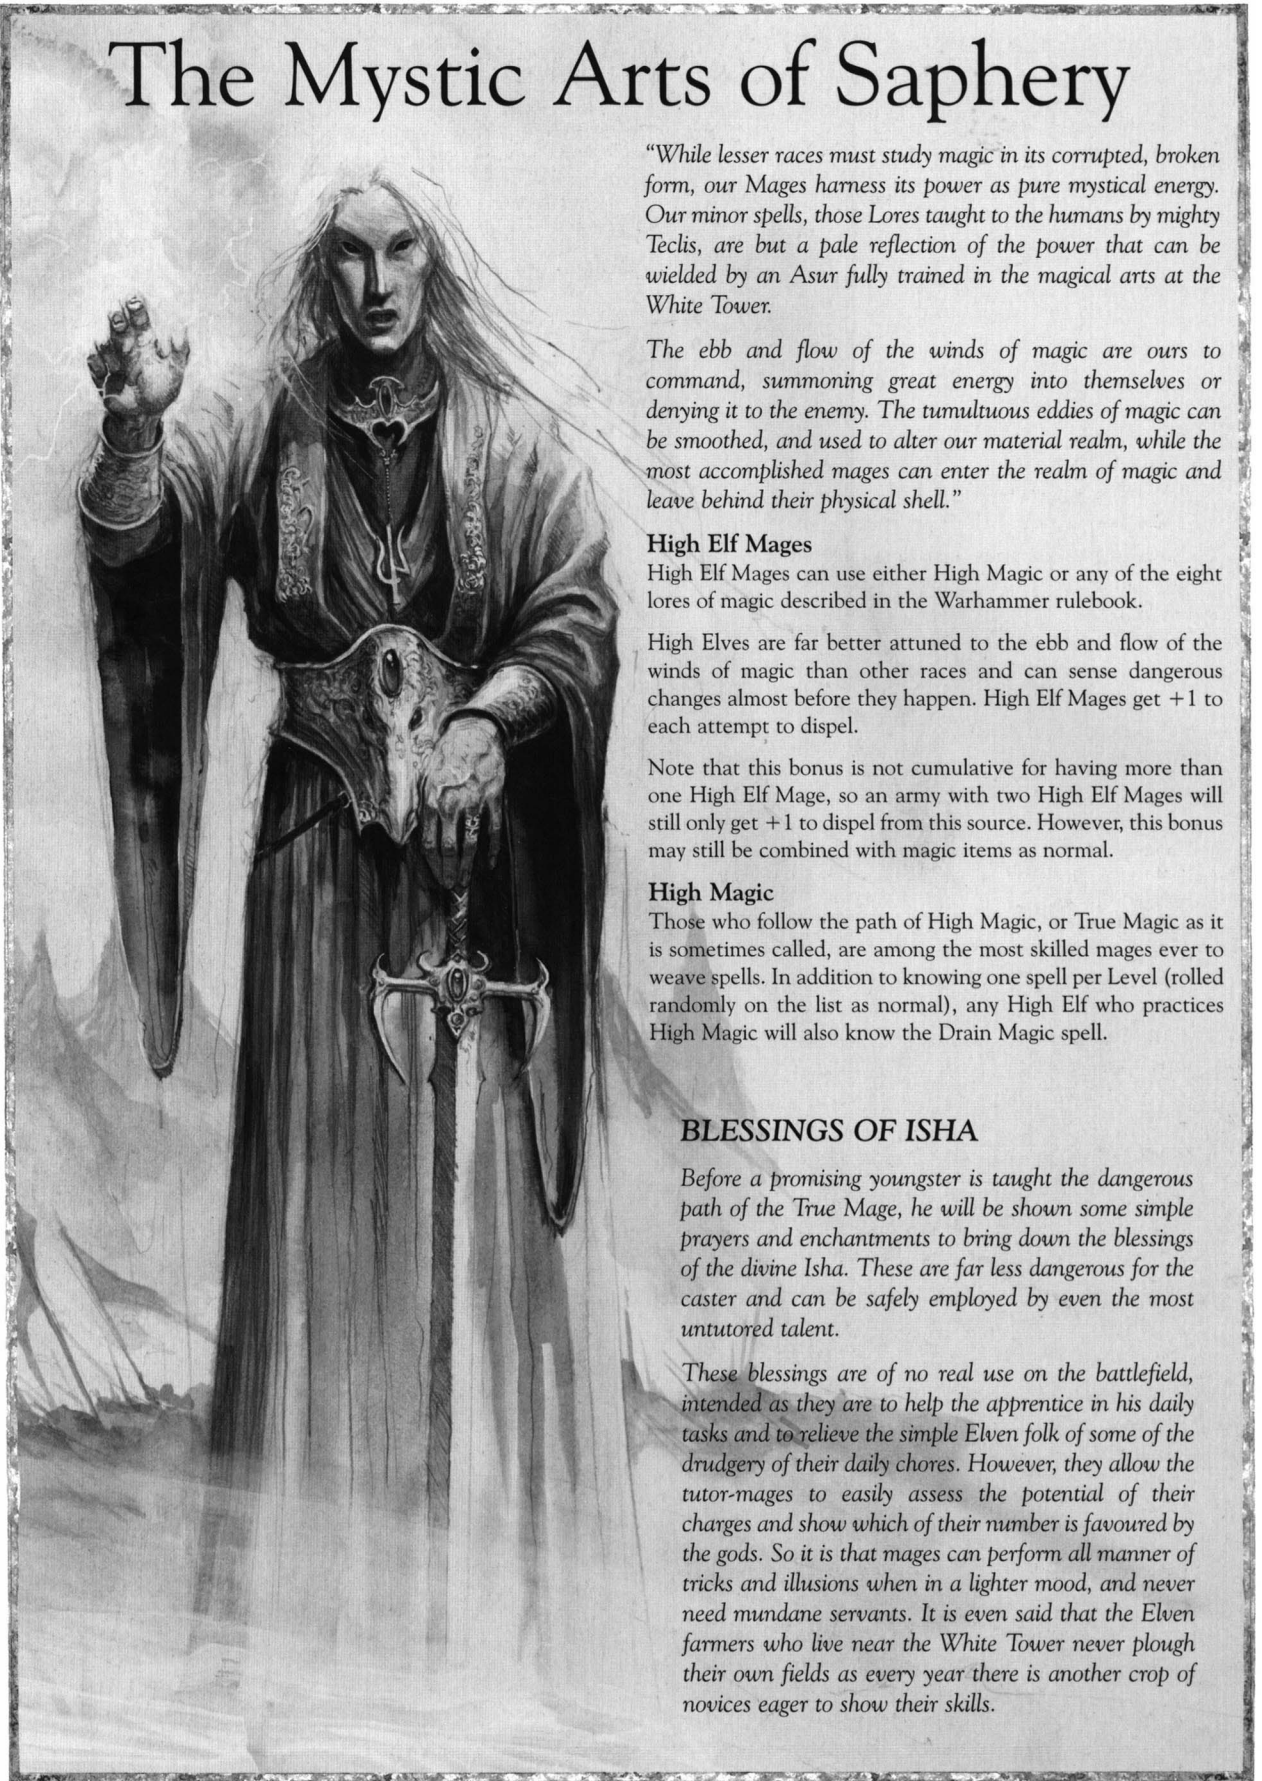 The Mystic Arts of Saphery
“While lesser races must study magic in its corrupted, broken
form, our Mages harness its power as pure mystical energy.
Our minor spells, those Lores taught to the humans by mighty
Teclis, are but a pale reflection of the power that can be
wielded by an Asur fully trained in the magical arts at the
White Tower.
The ebb and flow of the winds of magic are ours to
command, summoning great energy into themselves or
denying it to the enemy. The tumultuous eddies of magic can
be smoothed, and used to alter our material realm, while the
most accomplished mages can enter the realm of magic and
leave behind their physical shell.”
High Elf Mages
High Elf Mages can use either High Magic or any of the eight
lores of magic described in the Warhammer rulebook.
High Elves are far better attuned to the ebb and flow of the
winds of magic than other races and can sense dangerous
changes almost before they happen. High Elf Mages get +1 to
each attempt to dispel.
Note that this bonus is not cumulative for having more than
one High Elf Mage, so an army with two High Elf Mages will
still only get +1 to dispel from this source. However, this bonus
may still be combined with magic items as normal.
High Magic
Those who follow the path of High Magic, or True Magic as it
is sometimes called, are among the most skilled mages ever to
weave spells. In addition to knowing one spell per Level (rolled
randomly on the list as normal), any High Elf who practices
High Magic will also know the Drain Magic spell.
BLESSINGS OF ISHA
Before a promising youngster is taught the dangerous
path of the True Mage, he will be shown some simple
prayers and enchantments to bring down the blessings
of the divine Isha. These are far less dangerous for the
caster and can be safely employed by even the most
untutored talent.
These blessings are of no real use on the battlefield,
intended as they are to help the apprentice in his daily
tasks and to relieve the simple Elven folk of some of the
drudgery of their daily chores. However, they allow the
tutor-mages to easily assess the potential of their
charges and show which of their number is favoured by
the gods. So it is that mages can perform all manner of
tricks and illusions when in a lighter mood, and never
need mundane servants. It is even said that the Elven
farmers who live near the White Tower never plough
their own fields as every year there is another crop of
novices eager to show their skills.